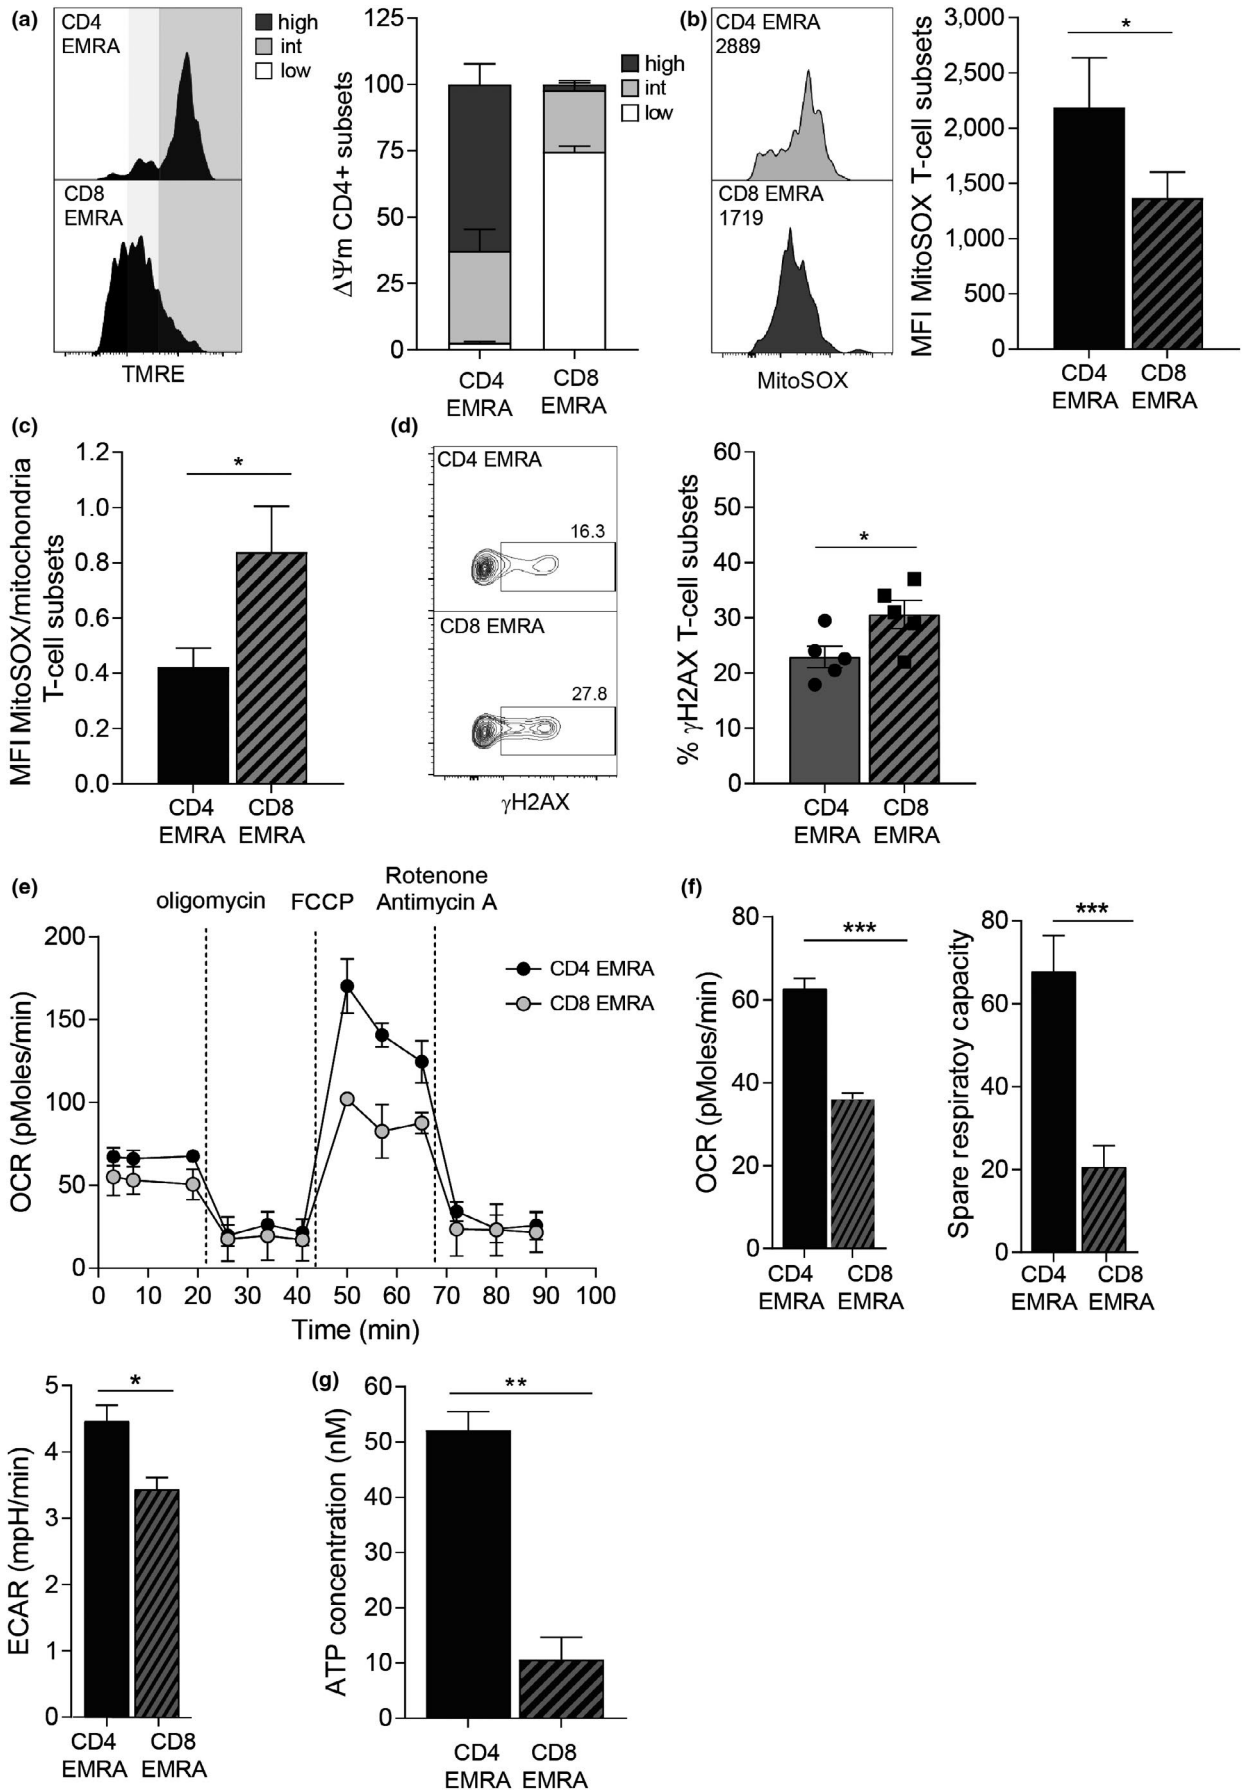 (a)
CD4
EMRA
CD8
EMRA
TMRE
high
int
low
ΔΨm CD4+ subsets
125
100
75
50
25
0
CD4
EMRA
CD8
EMRA
high
int
low
(b)
CD4 EMRA
2889
CD8 EMRA
1719
MitoSOX
MFI MitoSOX T-cell subsets
3,000
2,500
2,000
1,500
1,000
500
0
*
CD4
EMRA
CD8
EMRA
(c)
MFI MitoSOX/mitochondria
T-cell subsets
1.2
1.0
0.8
0.6
0.4
0.2
0.0
*
CD4
EMRA
CD8
EMRA
(d)
CD4 EMRA
16.3
CD8 EMRA
27.8
γH2AX
% γH2AX T-cell subsets
60
50
40
30
20
10
0
*
CD4
EMRA
CD8
EMRA
(e)
oligomycin
FCCP
Rotenone
Antimycin A
OCR (pMoles/min)
200
150
100
50
0
CD4 EMRA
CD8 EMRA
0 10 20 30 40 50 60 70 80 90 100
Time (min)
(f)
OCR (pMoles/min)
80
60
40
20
0
***
CD4
EMRA
CD8
EMRA
Spare respiratoy capacity
80
60
40
20
0
***
CD4
EMRA
CD8
EMRA
ECAR (mpH/min)
5
4
3
2
1
0
*
CD4
EMRA
CD8
EMRA
(g)
ATP concentration (nM)
60
50
40
30
20
10
0
**
CD4
EMRA
CD8
EMRA